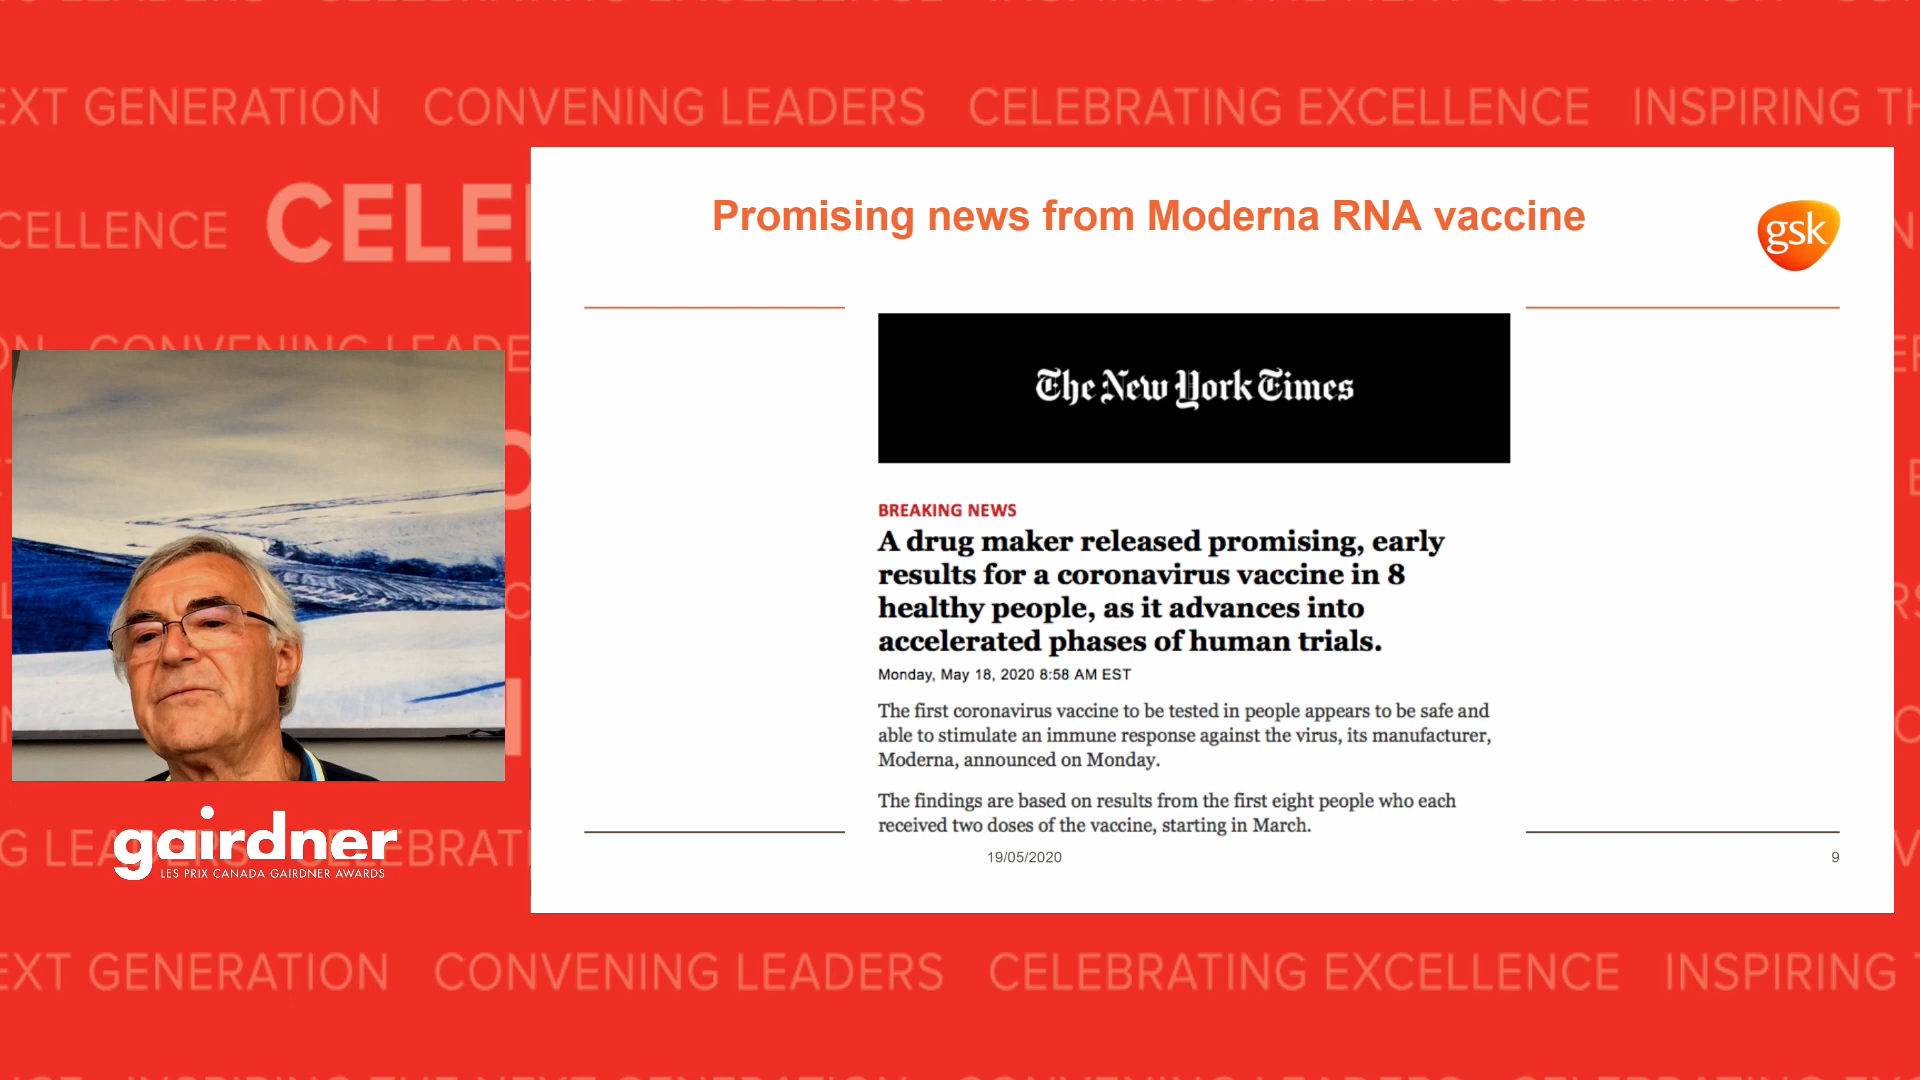 EXT GENERATION CONVENING LEADERS CELEBRATING EXCELLENCE INSPIRING TH
CELLENCE CELE
Promising news from Moderna RNA vaccine
gsk
The New York Times
BREAKING NEWS
A drug maker released promising, early
results for a coronavirus vaccine in 8
healthy people, as it advances into
accelerated phases of human trials.
Monday, May 18, 2020 8:58 AM EST
The first coronavirus vaccine to be tested in people appears to be safe and
able to stimulate an immune response against the virus, its manufacturer,
Moderna, announced on Monday.
The findings are based on results from the first eight people who each
received two doses of the vaccine, starting in March.
19/05/2020
9
gairdner
LES PRIX CANADA GAIRDNER AWARDS
EXT GENERATION CONVENING LEADERS CELEBRATING EXCELLENCE INSPIRING